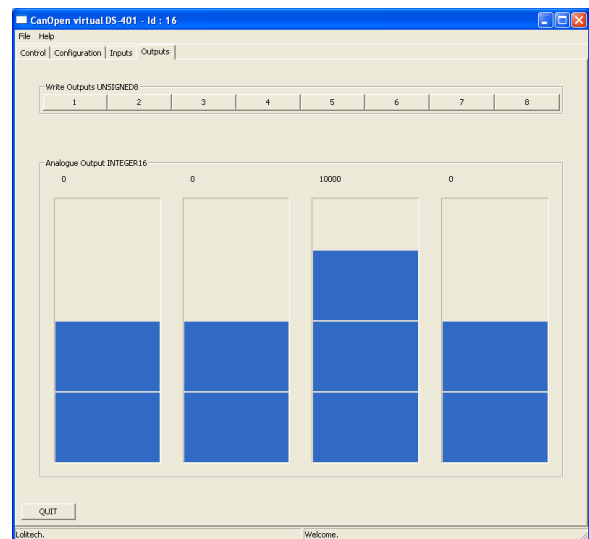 CanOpen virtual DS-401 - Id : 16
File Help
Control Configuration Inputs Outputs
Write Outputs UNSIGNED8
1 2 3 4 5 6 7 8
Analogue Output INTEGER16
0 0 10000 0
QUIT
Lolitech. Welcome.